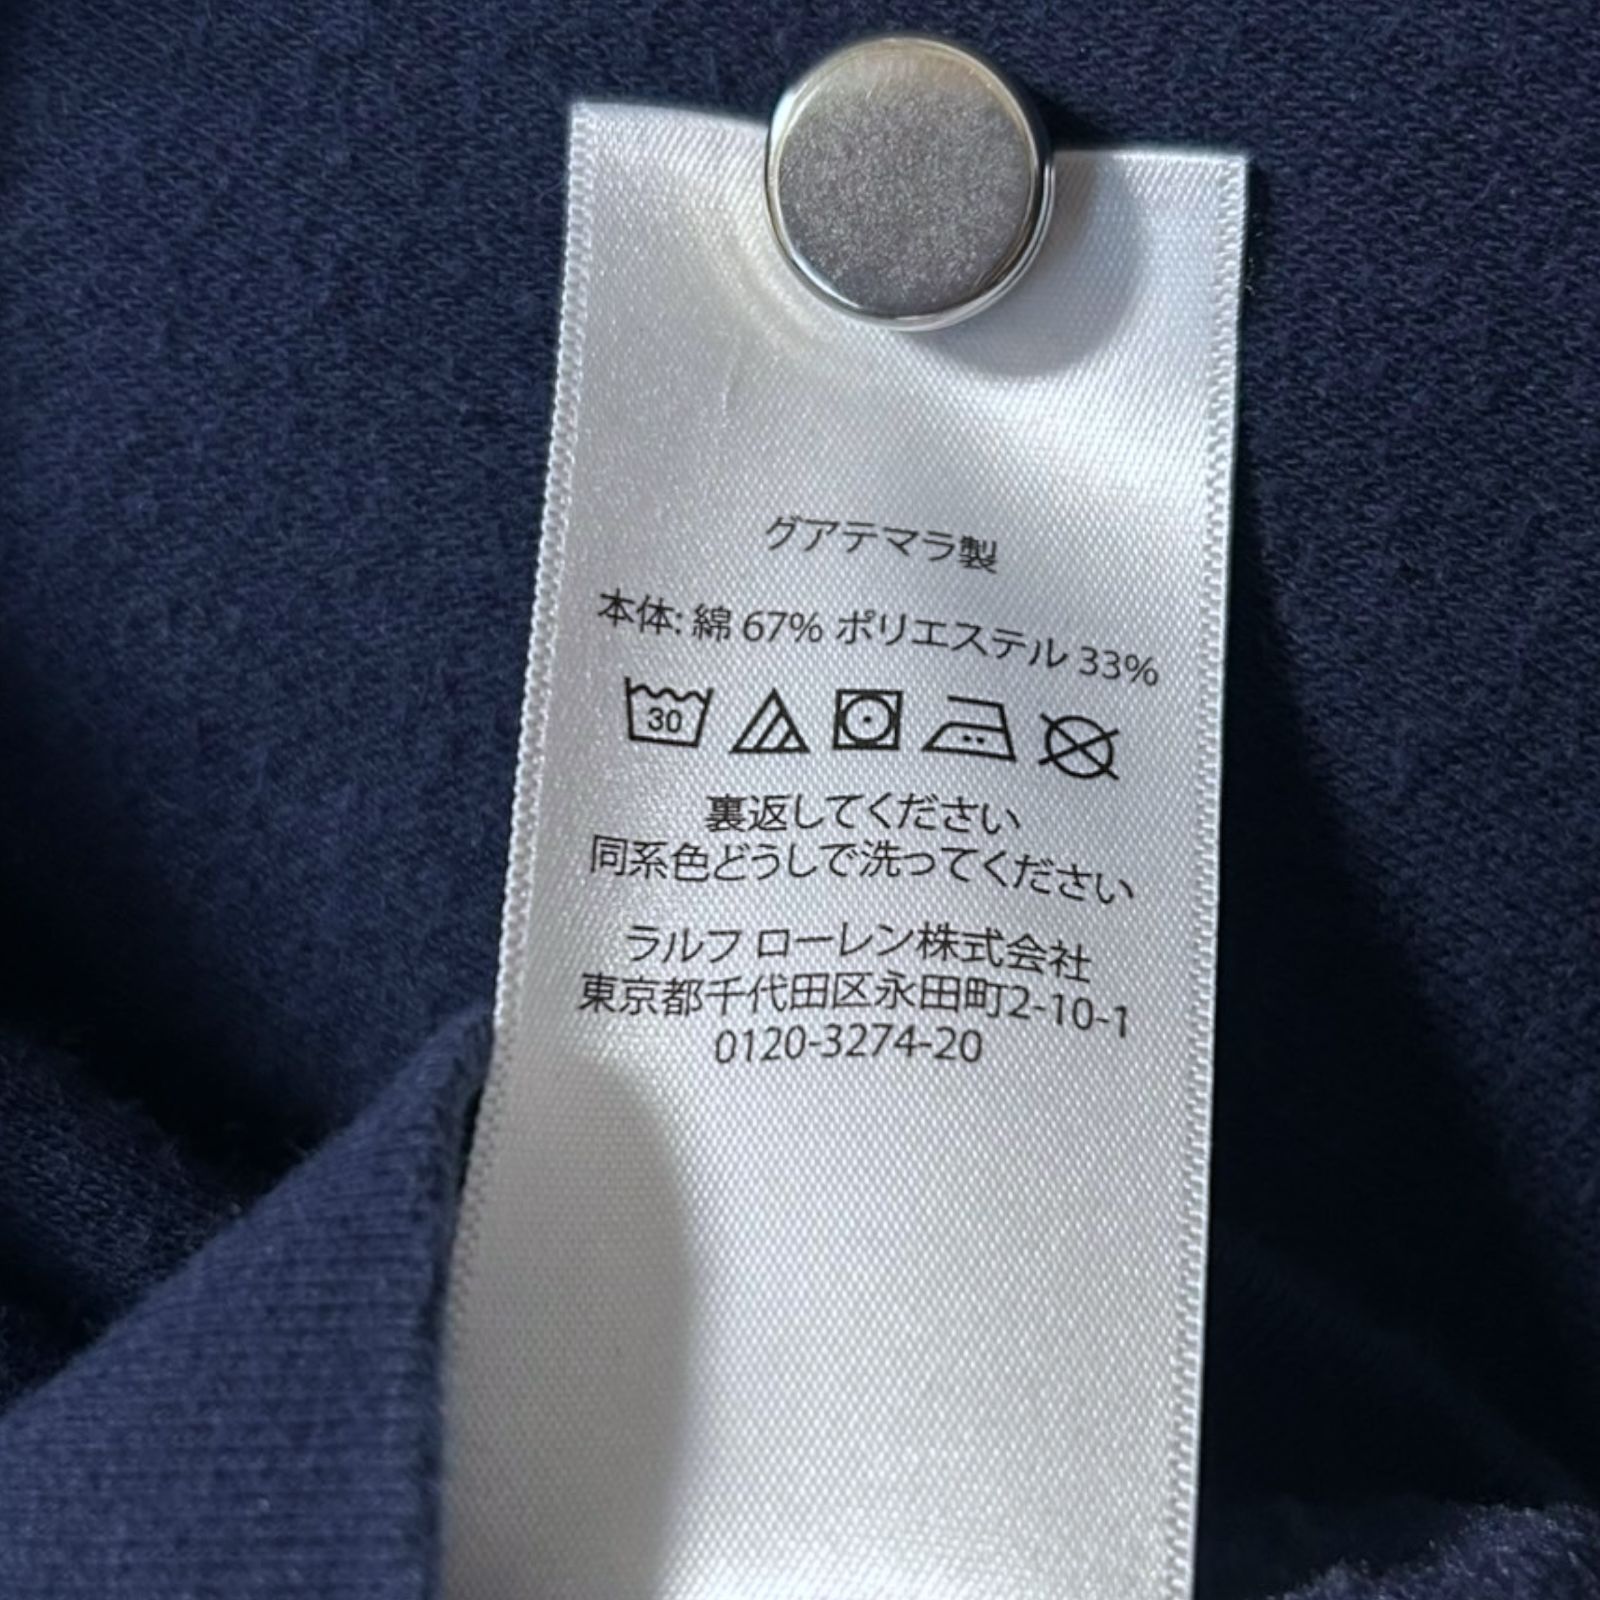 グアテマラ製
本体: 綿 67% ポリエステル 33%
30
裏返してください
同系色どうしで洗ってください
ラルフ ローレン株式会社
東京都千代田区永田町2-10-1
0120-3274-20